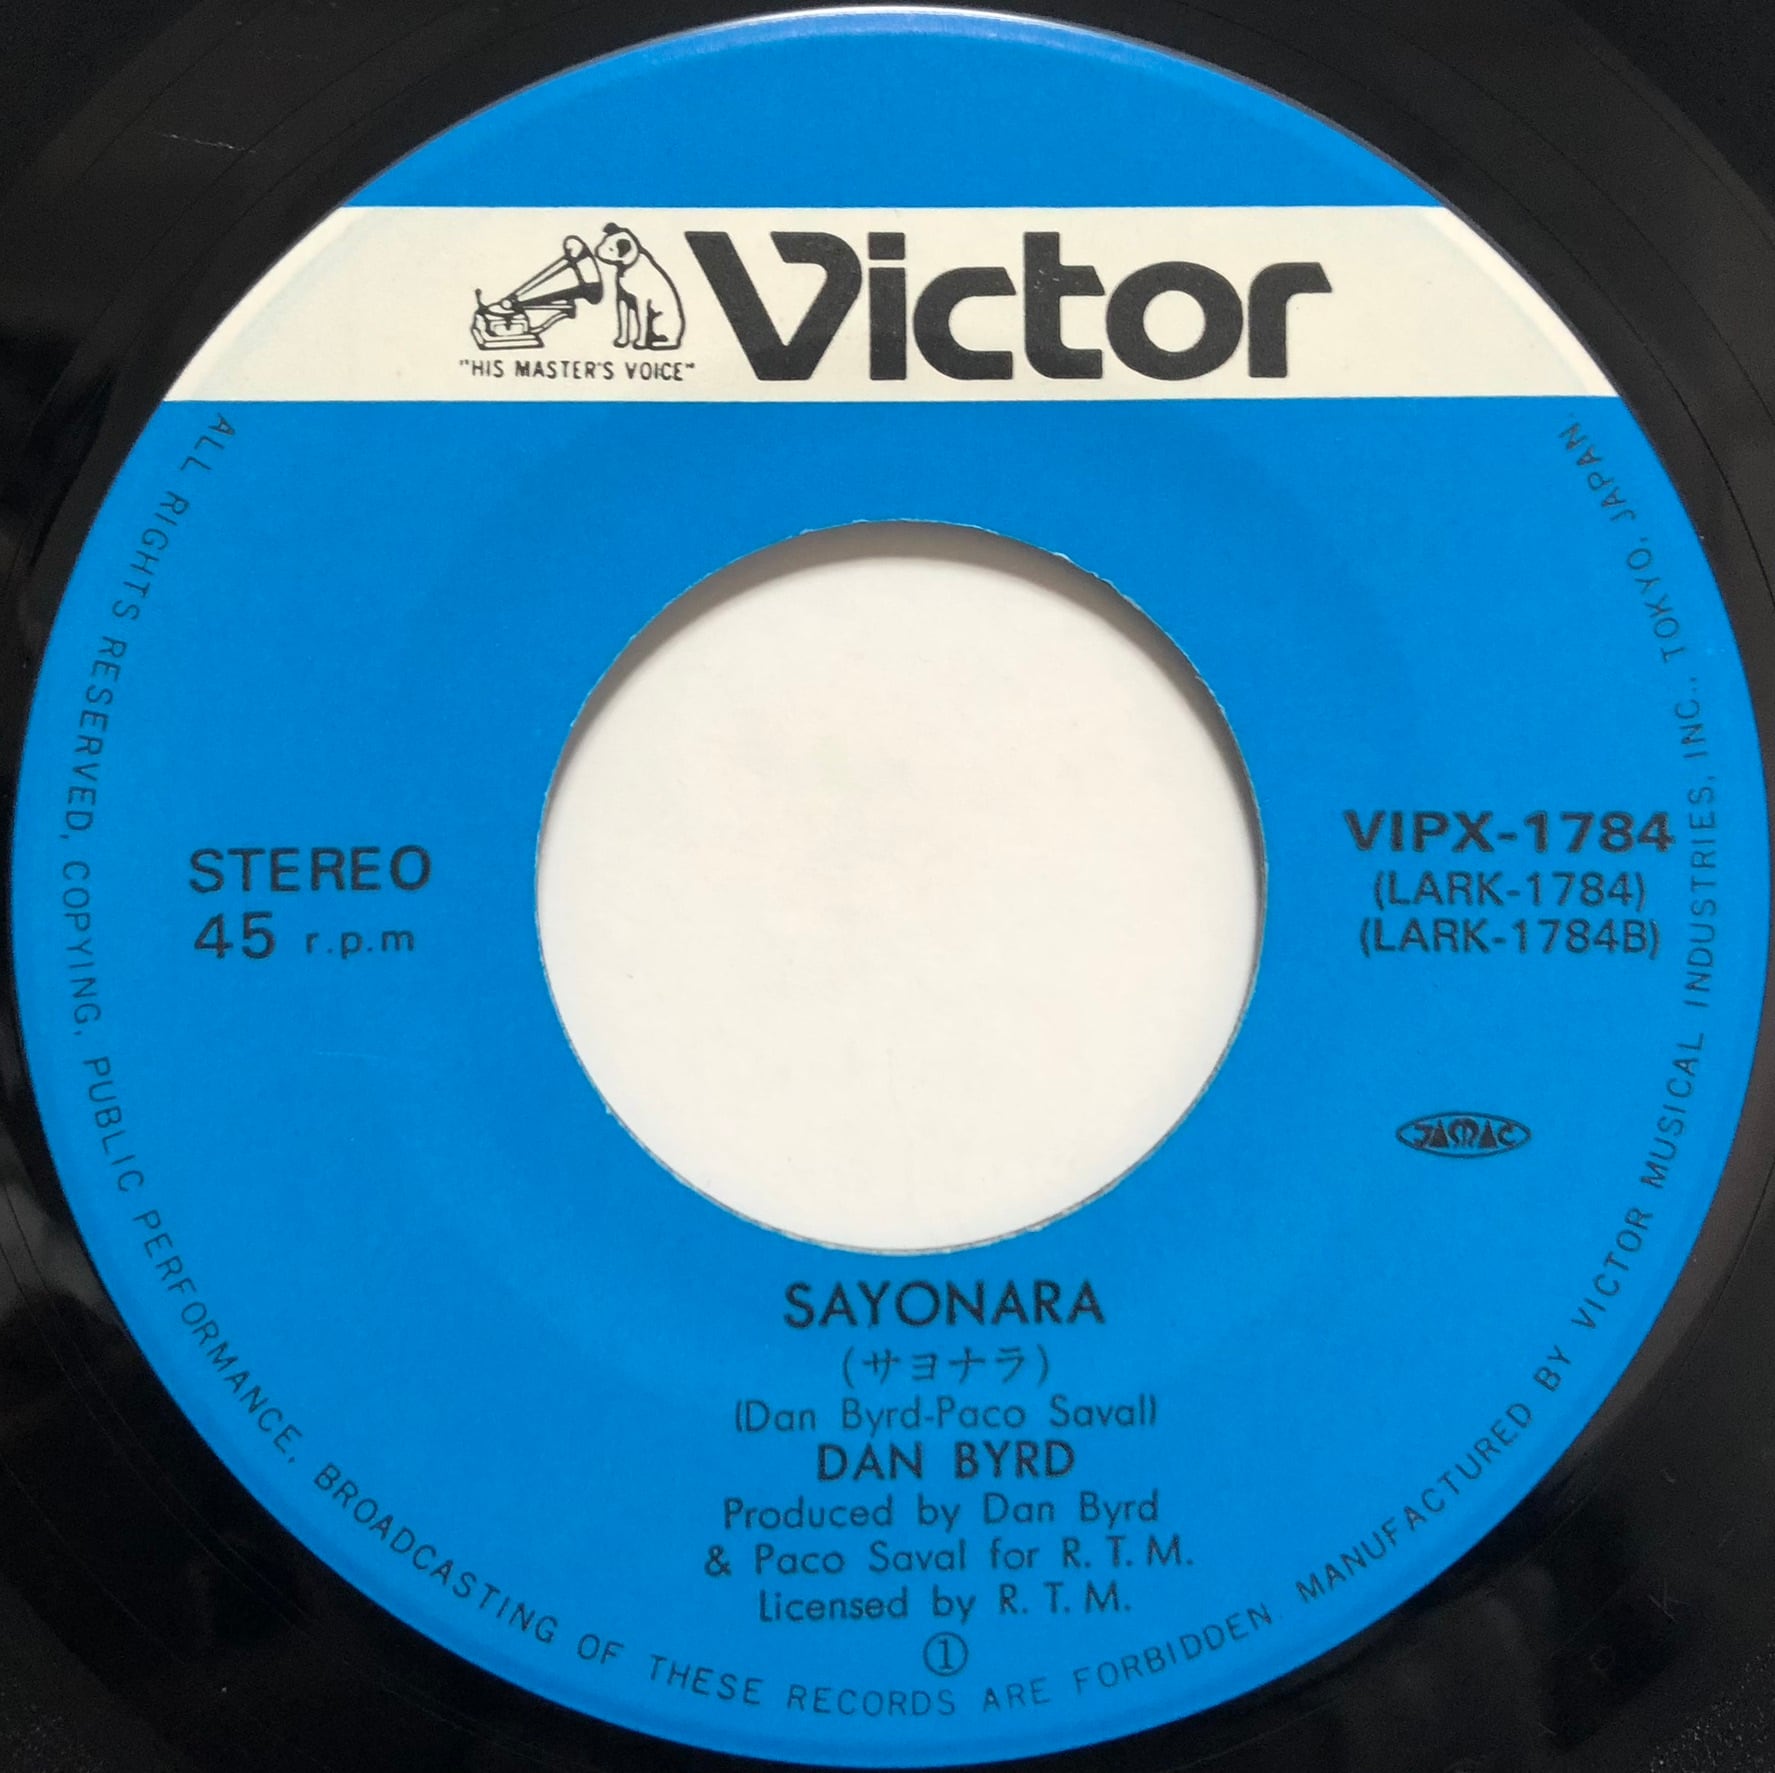 Victor
"HIS MASTER'S VOICE"
STEREO
45 r.p.m
VIPX-1784
(LARK-1784)
(LARK-1784B)
JAMAC
SAYONARA
(サヨナラ)
(Dan Byrd-Paco Saval)
DAN BYRD
Produced by Dan Byrd
& Paco Saval for R. T. M.
Licensed by R. T. M.
①
ALL RIGHTS RESERVED, COPYING, PUBLIC PERFORMANCE, BROADCASTING OF THESE RECORDS ARE FORBIDDEN. MANUFACTURED BY VICTOR MUSICAL INDUSTRIES, INC., TOKYO, JAPAN.